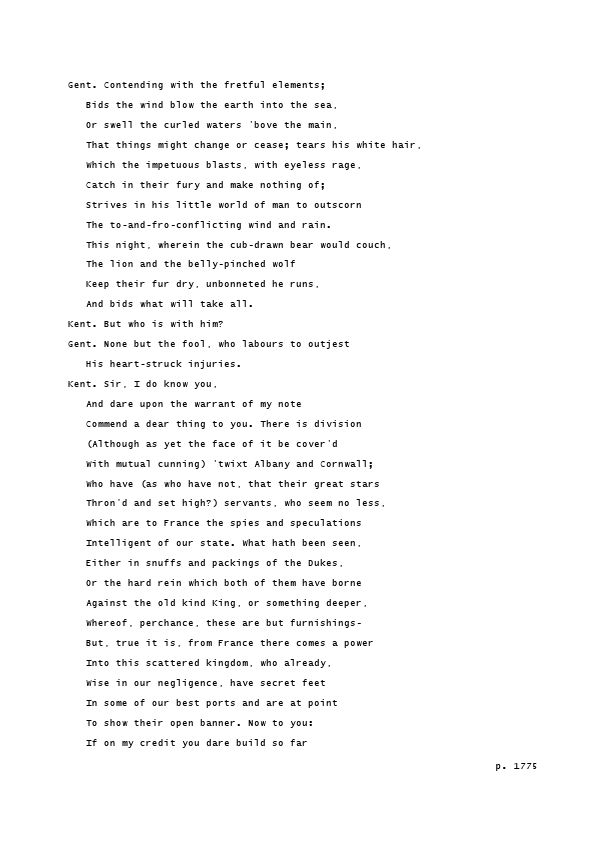 Gent. Contending with the fretful elements;
Bids the wind blow the earth into the sea,
Or swell the curled waters 'bove the main,
That things might change or cease; tears his white hair,
Which the impetuous blasts, with eyeless rage,
Catch in their fury and make nothing of;
Strives in his little world of man to outscorn
The to-and-fro-conflicting wind and rain.
This night, wherein the cub-drawn bear would couch,
The lion and the belly-pinched wolf
Keep their fur dry, unbonneted he runs,
And bids what will take all.
Kent. But who is with him?
Gent. None but the fool, who labours to outjest
His heart-struck injuries.
Kent. Sir, I do know you,
And dare upon the warrant of my note
Commend a dear thing to you. There is division
(Although as yet the face of it be cover'd
With mutual cunning) 'twixt Albany and Cornwall;
Who have (as who have not, that their great stars
Thron'd and set high?) servants, who seem no less,
Which are to France the spies and speculations
Intelligent of our state. What hath been seen,
Either in snuffs and packings of the Dukes,
Or the hard rein which both of them have borne
Against the old kind King, or something deeper,
Whereof, perchance, these are but furnishings-
But, true it is, from France there comes a power
Into this scattered kingdom, who already,
Wise in our negligence, have secret feet
In some of our best ports and are at point
To show their open banner. Now to you:
If on my credit you dare build so far
p. 1775